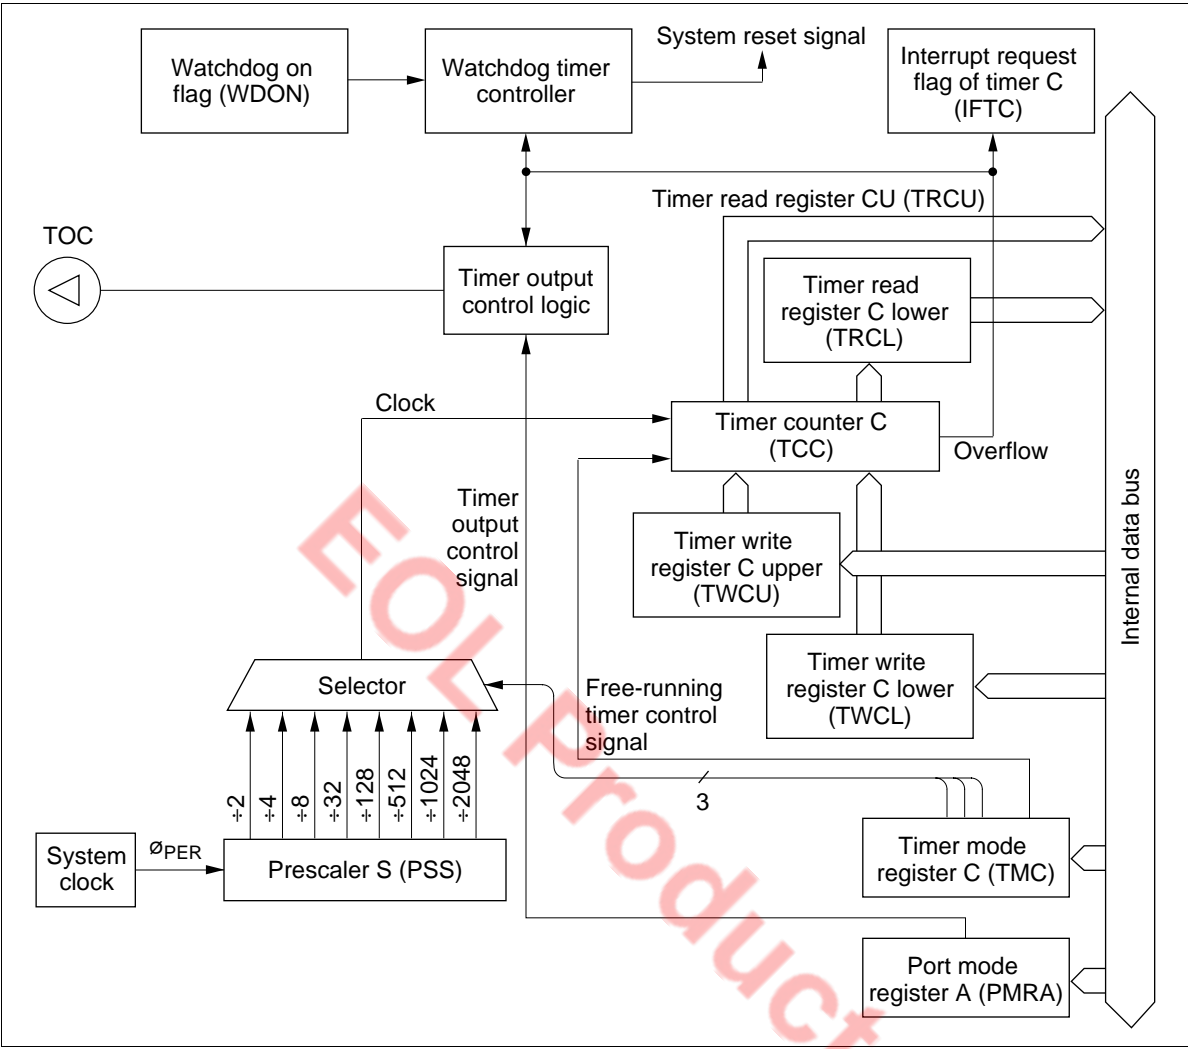 System reset signal
Watchdog on
flag (WDON)
Watchdog timer
controller
Interrupt request
flag of timer C
(IFTC)
Timer read register CU (TRCU)
TOC
Timer output
control logic
Timer read
register C lower
(TRCL)
Clock
Timer counter C
(TCC)
Overflow
Timer
output
control
signal
Timer write
register C upper
(TWCU)
Internal data bus
Timer write
register C lower
(TWCL)
Selector
Free-running
timer control
signal
÷2
÷4
÷8
÷32
÷128
÷512
÷1024
÷2048
3
System
clock
øPER
Prescaler S (PSS)
Timer mode
register C (TMC)
Port mode
register A (PMRA)
EOL Product